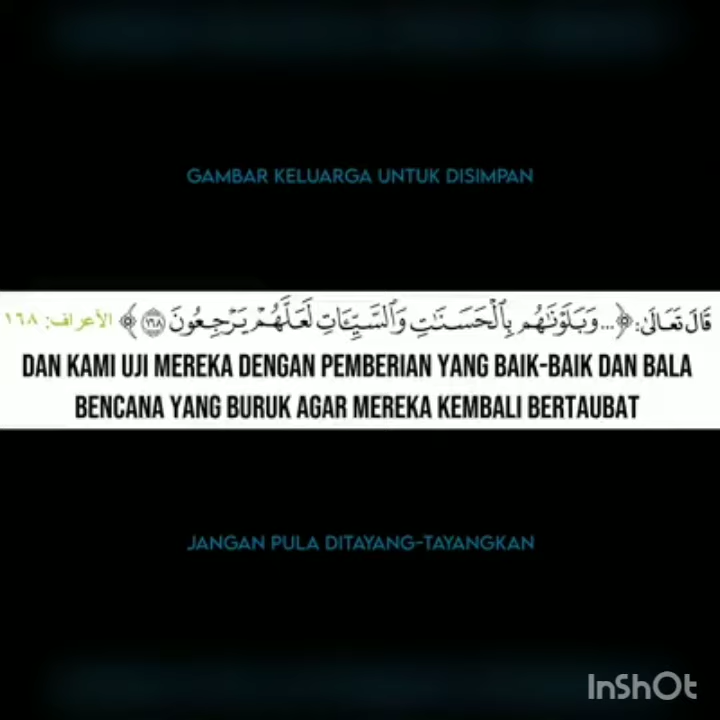 GAMBAR KELUARGA UNTUK DISIMPAN
قَالَ تَعَالَىٰ: ﴿... وَبَلَوْنَٰهُم بِٱلْحَسَنَٰتِ وَٱلسَّيِّـَٔاتِ لَعَلَّهُمْ يَرْجِعُونَ ١٦٨﴾ الأعراف: ١٦٨
DAN KAMI UJI MEREKA DENGAN PEMBERIAN YANG BAIK-BAIK DAN BALA
BENCANA YANG BURUK AGAR MEREKA KEMBALI BERTAUBAT
JANGAN PULA DITAYANG-TAYANGKAN
InShOt